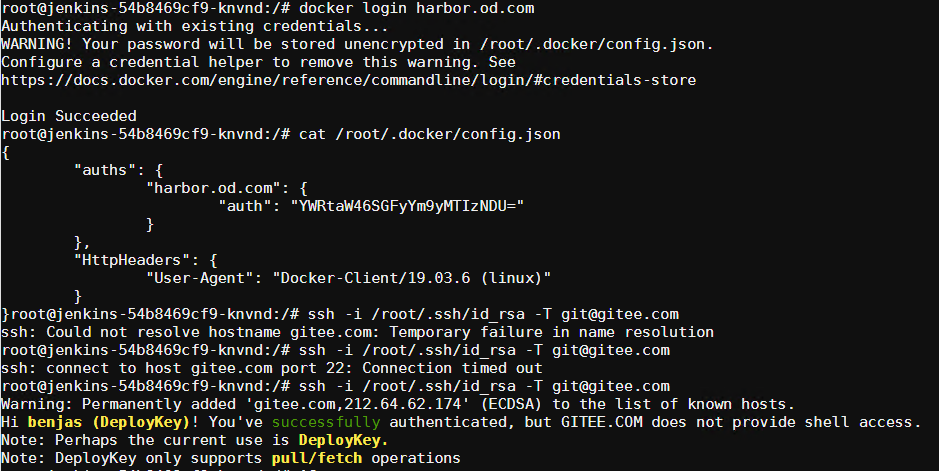 root@jenkins-54b8469cf9-knvnd:/# docker login harbor.od.com
Authenticating with existing credentials...
WARNING! Your password will be stored unencrypted in /root/.docker/config.json.
Configure a credential helper to remove this warning. See
https://docs.docker.com/engine/reference/commandline/login/#credentials-store
Login Succeeded
root@jenkins-54b8469cf9-knvnd:/# cat /root/.docker/config.json
{
"auths": {
"harbor.od.com": {
"auth": "YWRtaW46SGFyYm9yMTIzNDU="
}
},
"HttpHeaders": {
"User-Agent": "Docker-Client/19.03.6 (linux)"
}
}root@jenkins-54b8469cf9-knvnd:/# ssh -i /root/.ssh/id_rsa -T git@gitee.com
ssh: Could not resolve hostname gitee.com: Temporary failure in name resolution
root@jenkins-54b8469cf9-knvnd:/# ssh -i /root/.ssh/id_rsa -T git@gitee.com
ssh: connect to host gitee.com port 22: Connection timed out
root@jenkins-54b8469cf9-knvnd:/# ssh -i /root/.ssh/id_rsa -T git@gitee.com
Warning: Permanently added 'gitee.com,212.64.62.174' (ECDSA) to the list of known hosts.
Hi benjas (DeployKey)! You've successfully authenticated, but GITEE.COM does not provide shell access.
Note: Perhaps the current use is DeployKey.
Note: DeployKey only supports pull/fetch operations